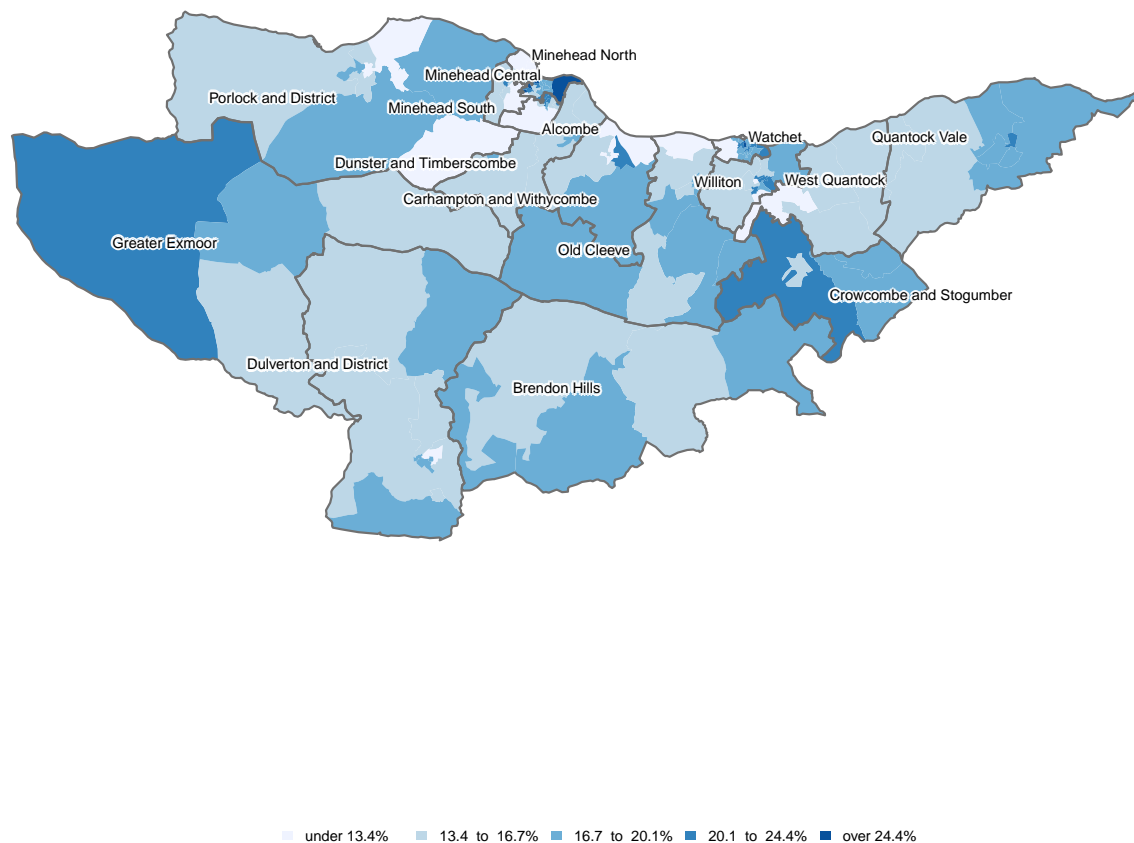 Minehead North
Minehead Central
Porlock and District
Minehead South
Alcombe
Watchet
Quantock Vale
Dunster and Timberscombe
Williton
West Quantock
Carhampton and Withycombe
Greater Exmoor
Old Cleeve
Crowcombe and Stogumber
Dulverton and District
Brendon Hills
under 13.4% 13.4 to 16.7% 16.7 to 20.1% 20.1 to 24.4% over 24.4%